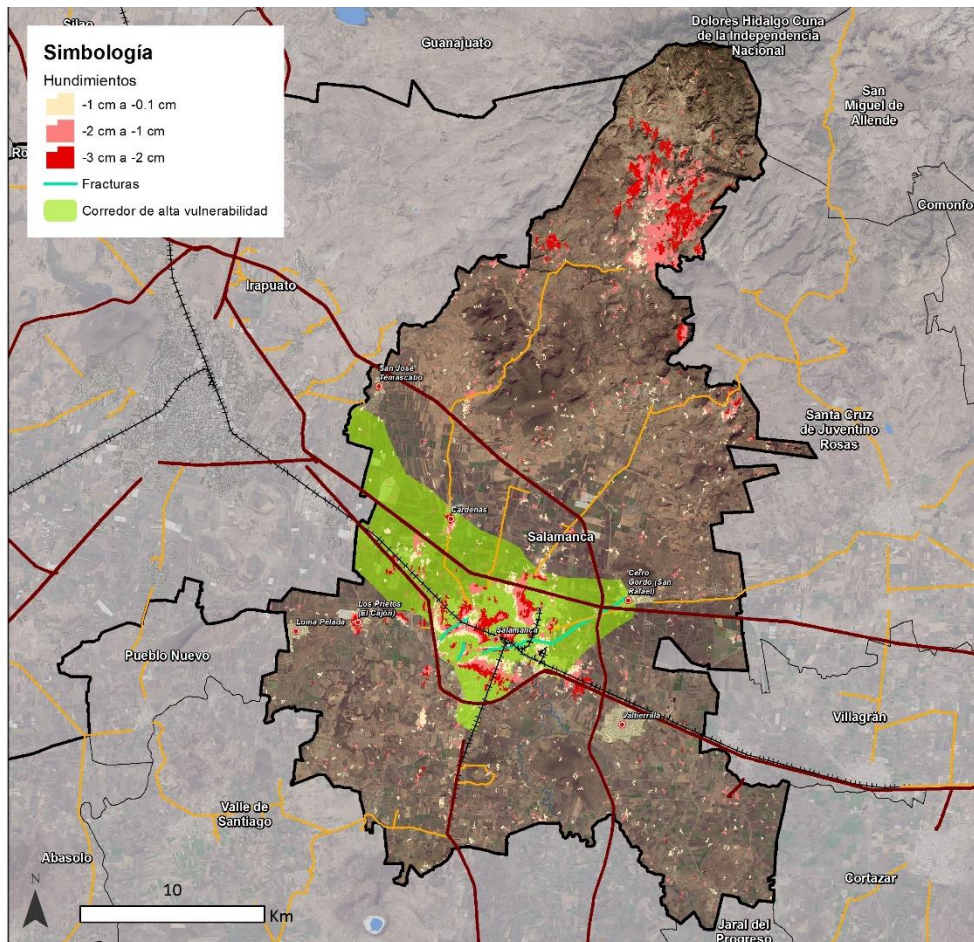 Silao
Guanajuato
Dolores Hidalgo Cuna
de la Independencia
Nacional
Simbología
Hundimientos
-1 cm a -0.1 cm
-2 cm a -1 cm
-3 cm a -2 cm
Fracturas
Corredor de alta vulnerabilidad
San
Miguel de
Allende
Ro
Comonfo
Irapuato
San José
Temascatío
Santa Cruz
de Juventino
Rosas
Cárdenas
Salamanca
Cerro
Gordo (San
Rafael)
Los Prietos
(El Cajón)
Loma Pelada
Salamanca
Pueblo Nuevo
Valtierrilla
Villagrán
Valle de
Santiago
Abasolo
N
10
Km
Cortazar
Jaral del
Progreso